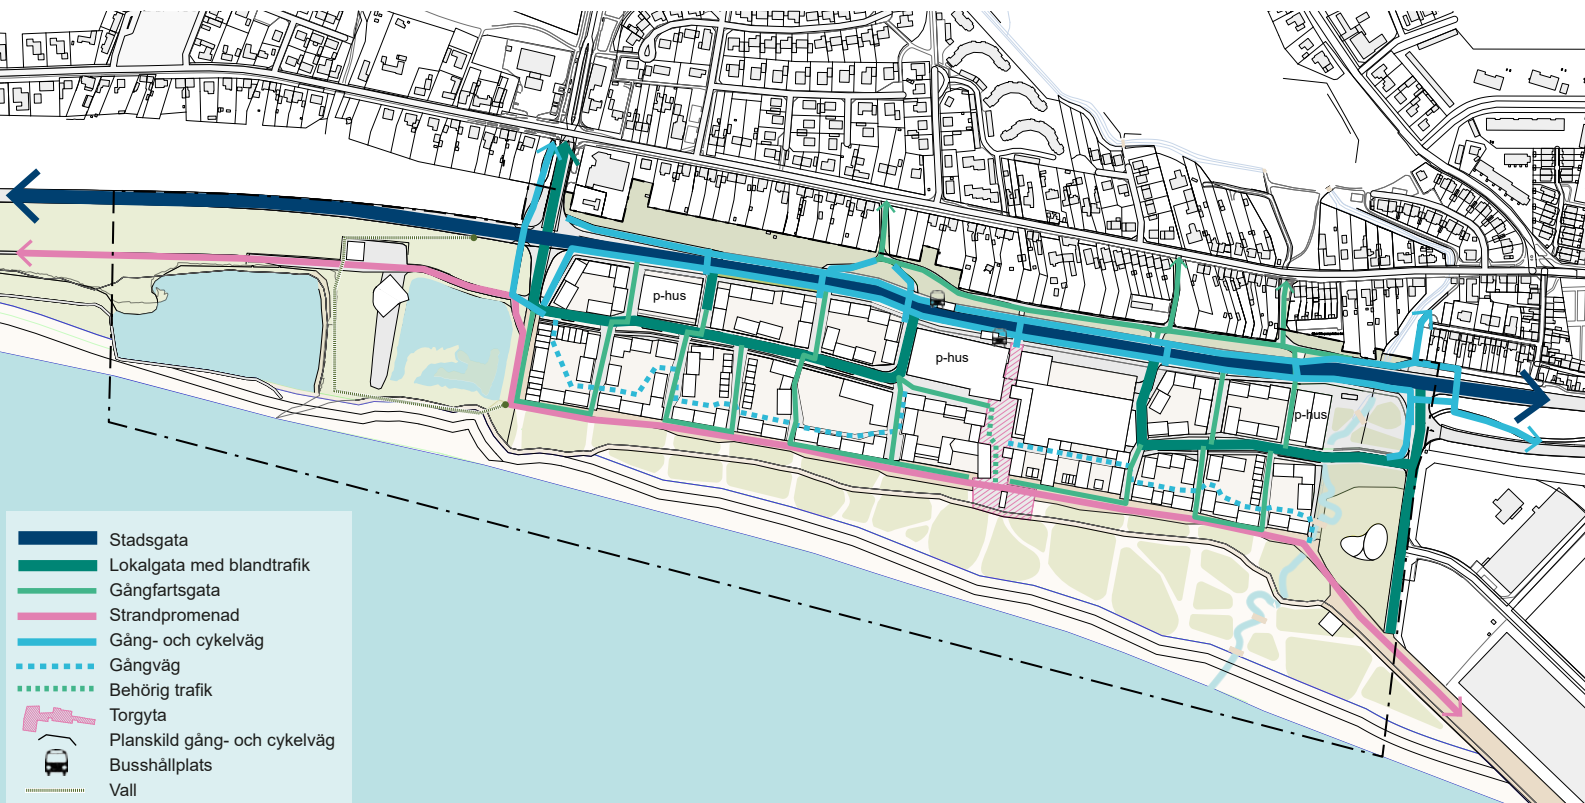 p-hus
p-hus
p-hus
Stadsgata
Lokalgata med blandtrafik
Gångfartsgata
Strandpromenad
Gång- och cykelväg
Gångväg
Behörig trafik
Torgyta
Planskild gång- och cykelväg
Busshållplats
Vall